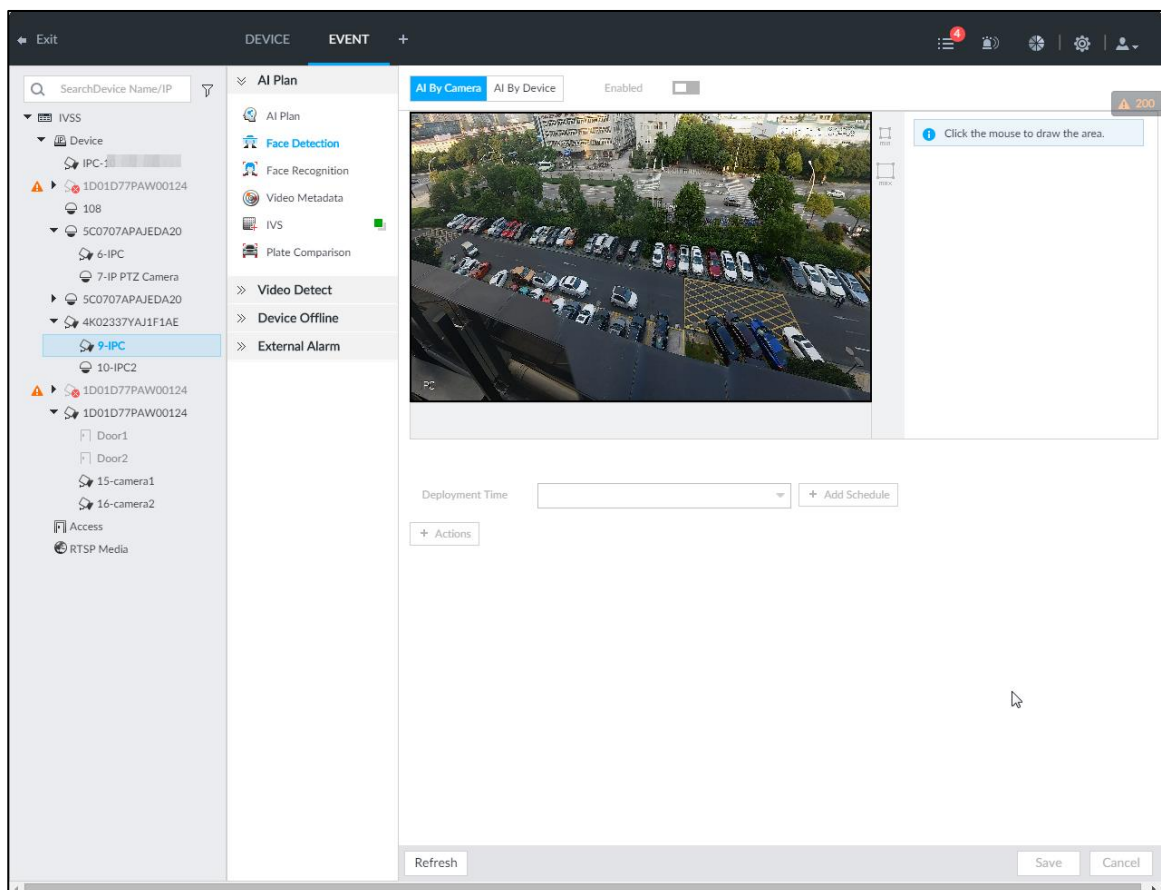 Exit
DEVICE
EVENT
+
4
SearchDevice Name/IP
IVSS
Device
IPC-
1D01D77PAW00124
108
5C0707APAJEDA20
6-IPC
7-IP PTZ Camera
5C0707APAJEDA20
4K02337YAJ1F1AE
9-IPC
10-IPC2
1D01D77PAW00124
1D01D77PAW00124
Door1
Door2
15-camera1
16-camera2
Access
RTSP Media
AI Plan
AI Plan
Face Detection
Face Recognition
Video Metadata
IVS
Plate Comparison
Video Detect
Device Offline
External Alarm
AI By Camera
AI By Device
Enabled
200
min
max
Click the mouse to draw the area.
Deployment Time
+ Add Schedule
+ Actions
Refresh
Save
Cancel